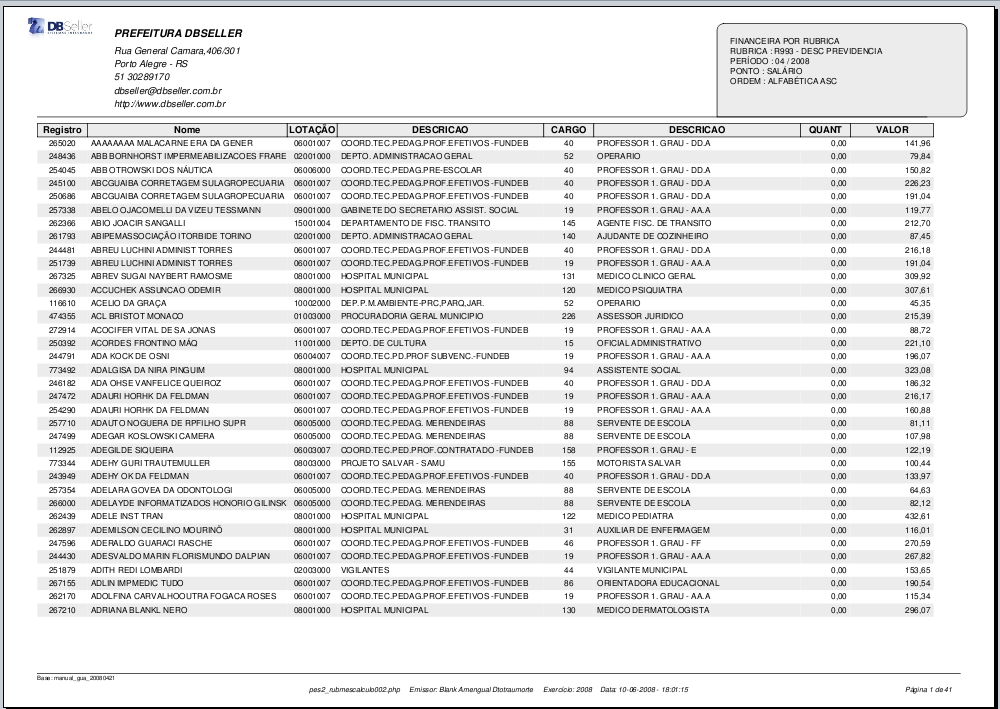 DBSeller
PREFEITURA DBSELLER
Rua General Camara,406/301
Porto Alegre - RS
51 30289170
dbseller@dbseller.com.br
http://www.dbseller.com.br
FINANCEIRA POR RUBRICA
RUBRICA : R993 - DESC PREVIDENCIA
PERÍODO : 04 / 2008
PONTO : SALÁRIO
ORDEM : ALFABÉTICA ASC
Registro Nome LOTAÇÃO DESCRICAO CARGO DESCRICAO QUANT VALOR
265020 AAAAAAAA MALACARNE ERA DA GENER 06001007 COORD.TEC.PEDAG.PROF.EFETIVOS -FUNDEB 40 PROFESSOR 1. GRAU - DD.A 0,00 141,96
248436 ABB BORNHORST IMPERMEABILIZACOES FRARE 02001000 DEPTO. ADMINISTRACAO GERAL 52 OPERARIO 0,00 79,84
254045 ABB OTROWSKI DOS NÁUTICA 06006000 COORD.TEC.PEDAG.PRE-ESCOLAR 40 PROFESSOR 1. GRAU - DD.A 0,00 150,82
245100 ABCGUAIBA CORRETAGEM SULAGROPECUARIA 06001007 COORD.TEC.PEDAG.PROF.EFETIVOS -FUNDEB 40 PROFESSOR 1. GRAU - DD.A 0,00 226,23
250686 ABCGUAIBA CORRETAGEM SULAGROPECUARIA 06001007 COORD.TEC.PEDAG.PROF.EFETIVOS -FUNDEB 40 PROFESSOR 1. GRAU - DD.A 0,00 191,04
257338 ABELO OJACOMELLI DA VIZEU TESSMANN 09001000 GABINETE DO SECRETARIO ASSIST. SOCIAL 19 PROFESSOR 1. GRAU - AA.A 0,00 119,77
262366 ABIO JOACIR SANGALLI 15001004 DEPARTAMENTO DE FISC. TRANSITO 145 AGENTE FISC. DE TRANSITO 0,00 212,70
261793 ABIPEMASSOCIAÇÃO ITORBIDE TORINO 02001000 DEPTO. ADMINISTRACAO GERAL 140 AJUDANTE DE COZINHEIRO 0,00 87,45
244481 ABREU LUCHINI ADMINIST TORRES 06001007 COORD.TEC.PEDAG.PROF.EFETIVOS -FUNDEB 40 PROFESSOR 1. GRAU - DD.A 0,00 216,18
251739 ABREU LUCHINI ADMINIST TORRES 06001007 COORD.TEC.PEDAG.PROF.EFETIVOS -FUNDEB 19 PROFESSOR 1. GRAU - AA.A 0,00 191,04
267325 ABREV SUGAI NAYBERT RAMOSME 08001000 HOSPITAL MUNICIPAL 131 MEDICO CLINICO GERAL 0,00 309,92
266930 ACCUCHEK ASSUNCAO ODEMIR 08001000 HOSPITAL MUNICIPAL 120 MEDICO PSIQUIATRA 0,00 307,61
116610 ACELIO DA GRAÇA 10002000 DEP.P.M.AMBIENTE-PRC,PARQ,JAR. 52 OPERARIO 0,00 45,35
474355 ACL BRISTOT MONACO 01003000 PROCURADORIA GERAL MUNICIPIO 226 ASSESSOR JURIDICO 0,00 215,39
272914 ACOCIFER VITAL DE SA JONAS 06001007 COORD.TEC.PEDAG.PROF.EFETIVOS -FUNDEB 19 PROFESSOR 1. GRAU - AA.A 0,00 88,72
250392 ACORDES FRONTINO MÁQ 11001000 DEPTO. DE CULTURA 15 OFICIAL ADMINISTRATIVO 0,00 221,10
244791 ADA KOCK DE OSNI 06004007 COORD.TEC.PD.PROF SUBVENC.-FUNDEB 19 PROFESSOR 1. GRAU - AA.A 0,00 196,07
773492 ADALGISA DA NIRA PINGUIM 08001000 HOSPITAL MUNICIPAL 94 ASSISTENTE SOCIAL 0,00 323,08
246182 ADA OHSE VANFELICE QUEIROZ 06001007 COORD.TEC.PEDAG.PROF.EFETIVOS -FUNDEB 40 PROFESSOR 1. GRAU - DD.A 0,00 186,32
247472 ADAURI HORHK DA FELDMAN 06001007 COORD.TEC.PEDAG.PROF.EFETIVOS -FUNDEB 19 PROFESSOR 1. GRAU - AA.A 0,00 216,17
254290 ADAURI HORHK DA FELDMAN 06001007 COORD.TEC.PEDAG.PROF.EFETIVOS -FUNDEB 19 PROFESSOR 1. GRAU - AA.A 0,00 160,88
257710 ADAUTO NOGUERA DE RPFILHO SUPR 06005000 COORD.TEC.PEDAG. MERENDEIRAS 88 SERVENTE DE ESCOLA 0,00 81,11
247499 ADEGAR KOSLOWSKI CAMERA 06005000 COORD.TEC.PEDAG. MERENDEIRAS 88 SERVENTE DE ESCOLA 0,00 107,98
112925 ADEGILDE SIQUEIRA 06003007 COORD.TEC.PED.PROF.CONTRATADO -FUNDEB 158 PROFESSOR 1. GRAU - E 0,00 122,19
773344 ADEHY GURI TRAUTEMULLER 08003000 PROJETO SALVAR - SAMU 155 MOTORISTA SALVAR 0,00 100,44
243949 ADEHY OK DA FELDMAN 06001007 COORD.TEC.PEDAG.PROF.EFETIVOS -FUNDEB 40 PROFESSOR 1. GRAU - DD.A 0,00 133,97
257354 ADELARA GOVEA DA ODONTOLOGI 06005000 COORD.TEC.PEDAG. MERENDEIRAS 88 SERVENTE DE ESCOLA 0,00 64,63
266000 ADELAYDE INFORMATIZADOS HONORIO GILINSK 06005000 COORD.TEC.PEDAG. MERENDEIRAS 88 SERVENTE DE ESCOLA 0,00 82,12
262439 ADELE INST TRAN 08001000 HOSPITAL MUNICIPAL 122 MEDICO PEDIATRA 0,00 432,61
262897 ADEMILSON CECILINO MOURINÔ 08001000 HOSPITAL MUNICIPAL 31 AUXILIAR DE ENFERMAGEM 0,00 116,01
247596 ADERALDO GUARACI RASCHE 06001007 COORD.TEC.PEDAG.PROF.EFETIVOS -FUNDEB 46 PROFESSOR 1. GRAU - FF 0,00 270,59
244430 ADESVALDO MARIN FLORISMUNDO DALPIAN 06001007 COORD.TEC.PEDAG.PROF.EFETIVOS -FUNDEB 19 PROFESSOR 1. GRAU - AA.A 0,00 267,82
251879 ADITH REDI LOMBARDI 02003000 VIGILANTES 44 VIGILANTE MUNICIPAL 0,00 153,65
267155 ADLIN IMPMEDIC TUDO 06001007 COORD.TEC.PEDAG.PROF.EFETIVOS -FUNDEB 86 ORIENTADORA EDUCACIONAL 0,00 190,54
262170 ADOLFINA CARVALHOOUTRA FOGACA ROSES 06001007 COORD.TEC.PEDAG.PROF.EFETIVOS -FUNDEB 19 PROFESSOR 1. GRAU - AA.A 0,00 115,34
267210 ADRIANA BLANKL NERO 08001000 HOSPITAL MUNICIPAL 130 MEDICO DERMATOLOGISTA 0,00 296,07
Base: manual_gua_20080421
pes2_rubmescalculo002.php Emissor: Blank Amengual Dtotraumorte Exercício: 2008 Data: 10-06-2008 - 18:01:15 Página 1 de 41